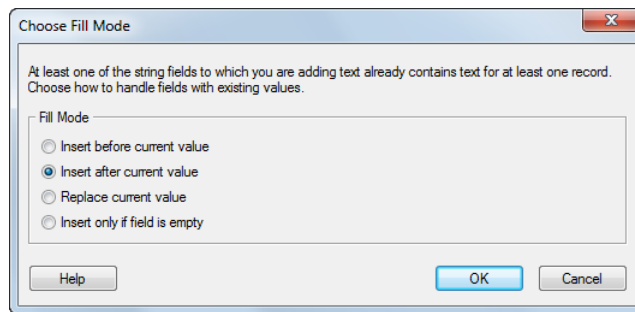 Choose Fill Mode
At least one of the string fields to which you are adding text already contains text for at least one record.
Choose how to handle fields with existing values.
Fill Mode
Insert before current value
Insert after current value
Replace current value
Insert only if field is empty
Help OK Cancel